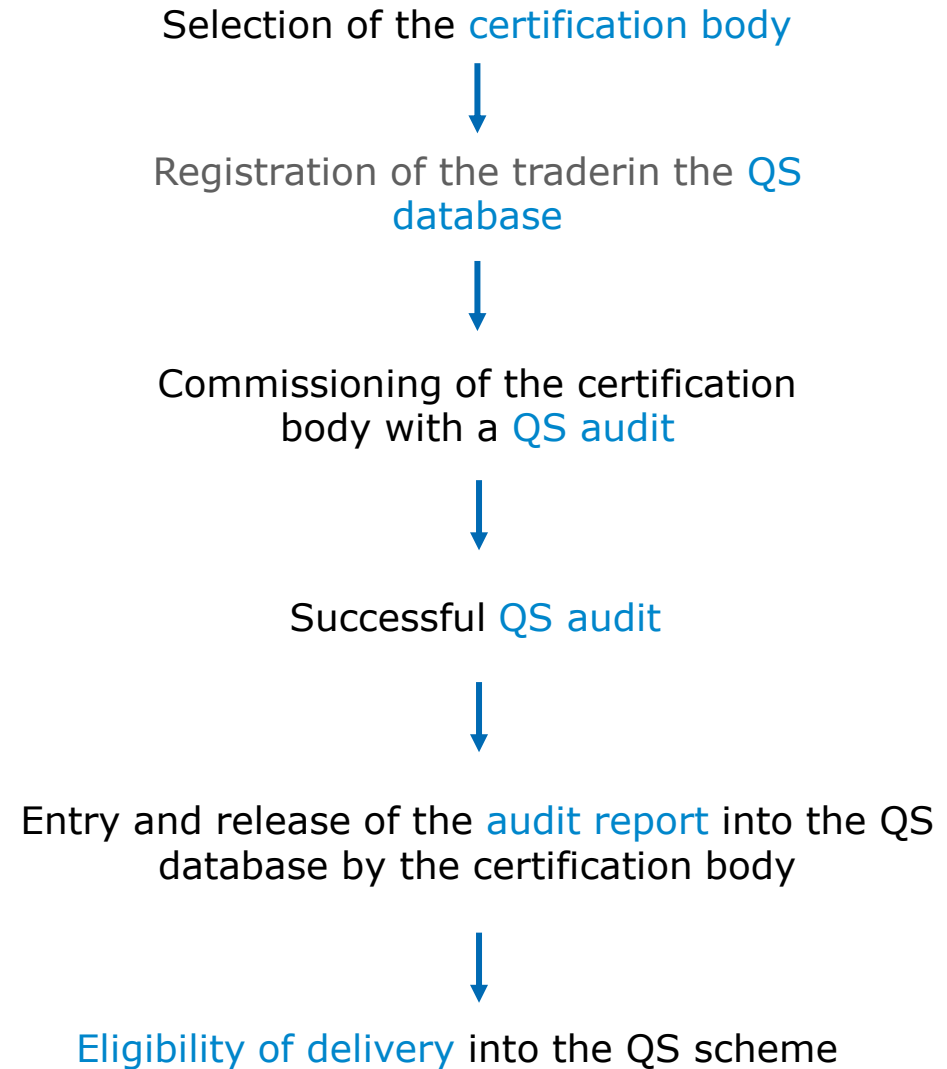 Selection of the certification body
Registration of the traderin the QS
database
Commissioning of the certification
body with a QS audit
Successful QS audit
Entry and release of the audit report into the QS
database by the certification body
Eligibility of delivery into the QS scheme